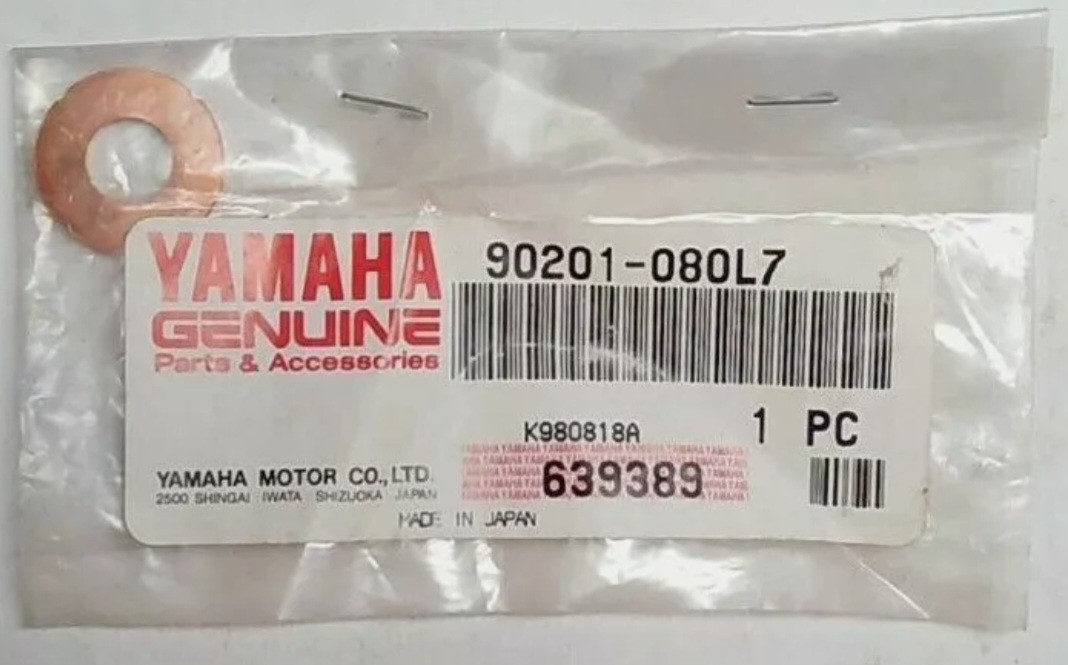 YAMAHA
GENUINE
Parts & Accessories
90201-080L7
K980818A
1 PC
639389
YAMAHA MOTOR CO., LTD.
2500 SHINGAI IWATA SHIZUOKA JAPAN
MADE IN JAPAN